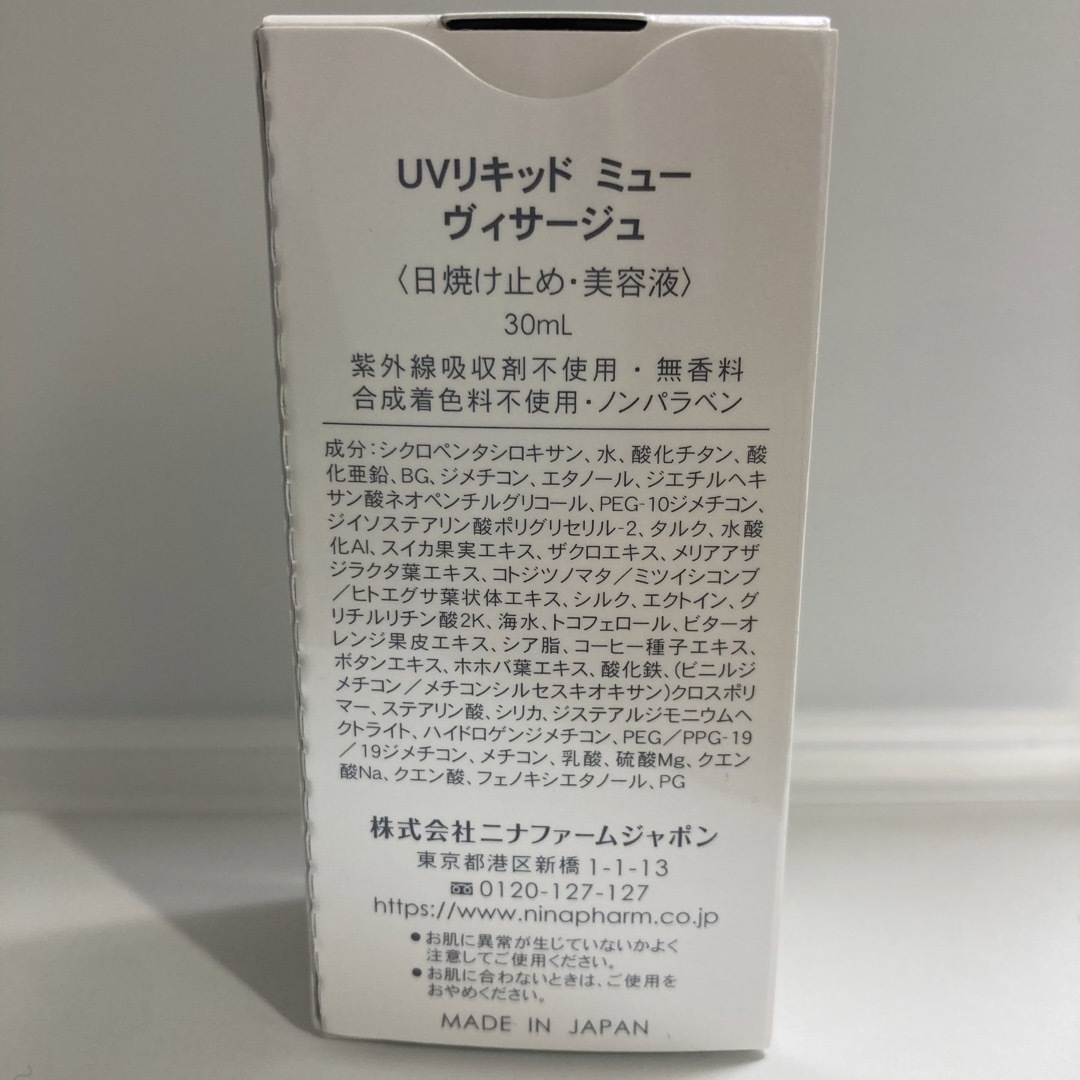 UVリキッド ミュー
ヴィサージュ
〈日焼け止め・美容液〉
30mL
紫外線吸収剤不使用・無香料
合成着色料不使用・ノンパラベン
成分：シクロペンタシロキサン、水、酸化チタン、酸
化亜鉛、BG、ジメチコン、エタノール、ジエチルヘキ
サン酸ネオペンチルグリコール、PEG-10ジメチコン、
ジイソステアリン酸ポリグリセリル-2、タルク、水酸
化Al、スイカ果実エキス、ザクロエキス、メリアアザ
ジラクタ葉エキス、コトジツノマタ／ミツイシコンブ
／ヒトエグサ葉状体エキス、シルク、エクトイン、グ
リチルリチン酸2K、海水、トコフェロール、ビターオ
レンジ果皮エキス、シア脂、コーヒー種子エキス、
ボタンエキス、ホホバ葉エキス、酸化鉄、(ビニルジ
メチコン／メチコンシルセスキオキサン)クロスポリ
マー、ステアリン酸、シリカ、ジステアルジモニウムヘ
クトライト、ハイドロゲンジメチコン、PEG／PPG-19
／19ジメチコン、メチコン、乳酸、硫酸Mg、クエン
酸Na、クエン酸、フェノキシエタノール、PG
株式会社ニナファームジャポン
東京都港区新橋1-1-13
0120-127-127
https://www.ninapharm.co.jp
●お肌に異常が生じていないかよく
注意してご使用ください。
●お肌に合わないときは、ご使用を
おやめください。
MADE IN JAPAN